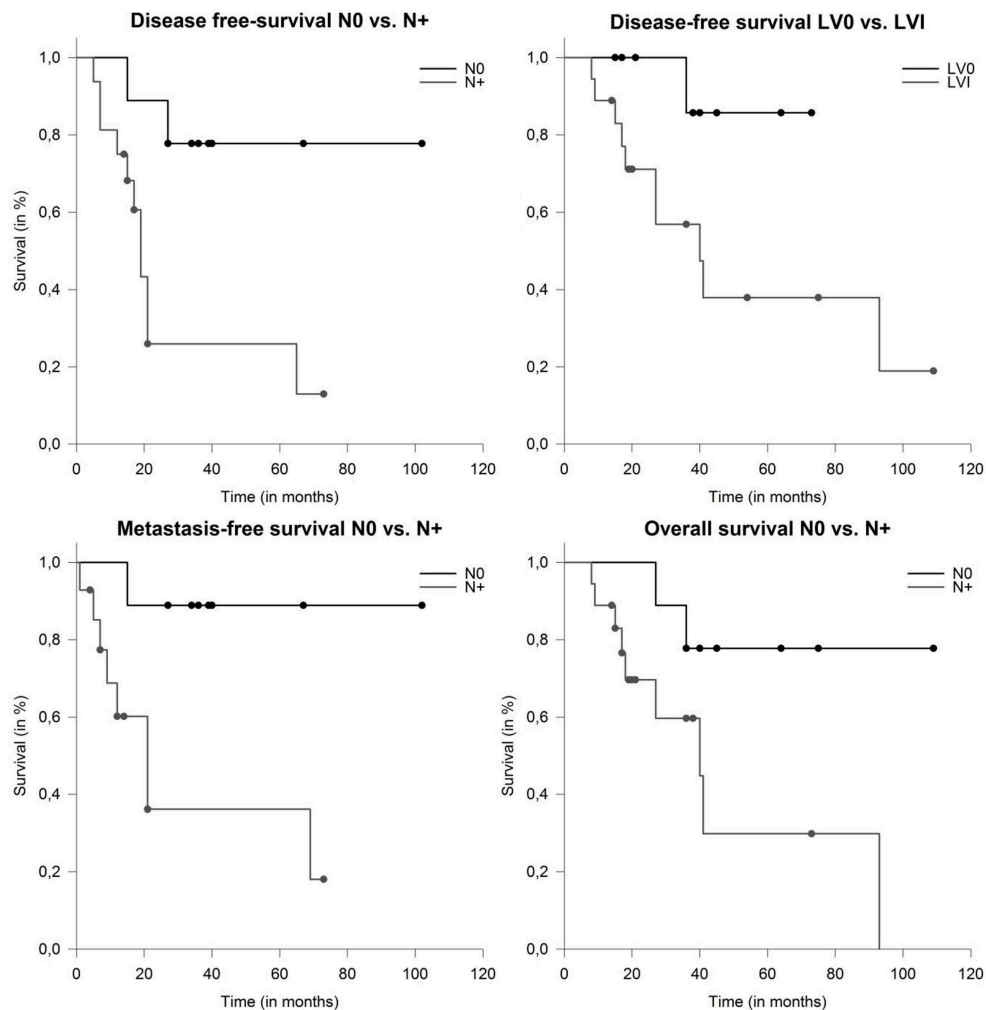 Disease free-survival N0 vs. N+
N0
N+
1,0
0,8
0,6
0,4
0,2
0,0
Survival (in %)
0 20 40 60 80 100 120
Time (in months)
Disease-free survival LV0 vs. LVI
LV0
LVI
1,0
0,8
0,6
0,4
0,2
0,0
Survival (in %)
0 20 40 60 80 100 120
Time (in months)
Metastasis-free survival N0 vs. N+
N0
N+
1,0
0,8
0,6
0,4
0,2
0,0
Survival (in %)
0 20 40 60 80 100 120
Time (in months)
Overall survival N0 vs. N+
N0
N+
1,0
0,8
0,6
0,4
0,2
0,0
Survival (in %)
0 20 40 60 80 100 120
Time (in months)